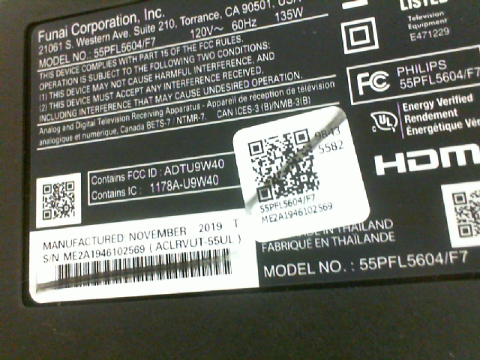 Funai Corporation, Inc.
21061 S. Western Ave. Suite 210, Torrance, CA 90501,
MODEL NO.: 55PFL5604/F7 120V~ 60Hz 135W
THIS DEVICE COMPLIES WITH PART 15 OF THE FCC RULES.
OPERATION IS SUBJECT TO THE FOLLOWING TWO CONDITIONS:
(1) THIS DEVICE MAY NOT CAUSE HARMFUL INTERFERENCE, AND
(2) THIS DEVICE MUST ACCEPT ANY INTERFERENCE RECEIVED,
INCLUDING INTERFERENCE THAT MAY CAUSE UNDESIRED OPERATION.
Analog and Digital Television Receiving Apparatus - Appareil de réception de télévision
analogique et numérique, Canada BETS-7 / NTMR-7. CAN ICES-3 (B)/NMB-3(B)
Contains FCC ID : ADTU9W40
Contains IC : 1178A-U9W40
MANUFACTURED NOVEMBER 2019 T
S/N ME2A1946102569 (ACLRVUT-55UL)
5582
55PFL5604/F7
ME2A1946102569
LISTED
Television
Equipment
E471229
FC PHILIPS
55PFL5604/F7
UL
Energy Verified
Rendement
Énergétique
HDM
IN THAILAND
FABRIQUÉ EN THAÏLANDE
MODEL NO. : 55PFL5604/F7